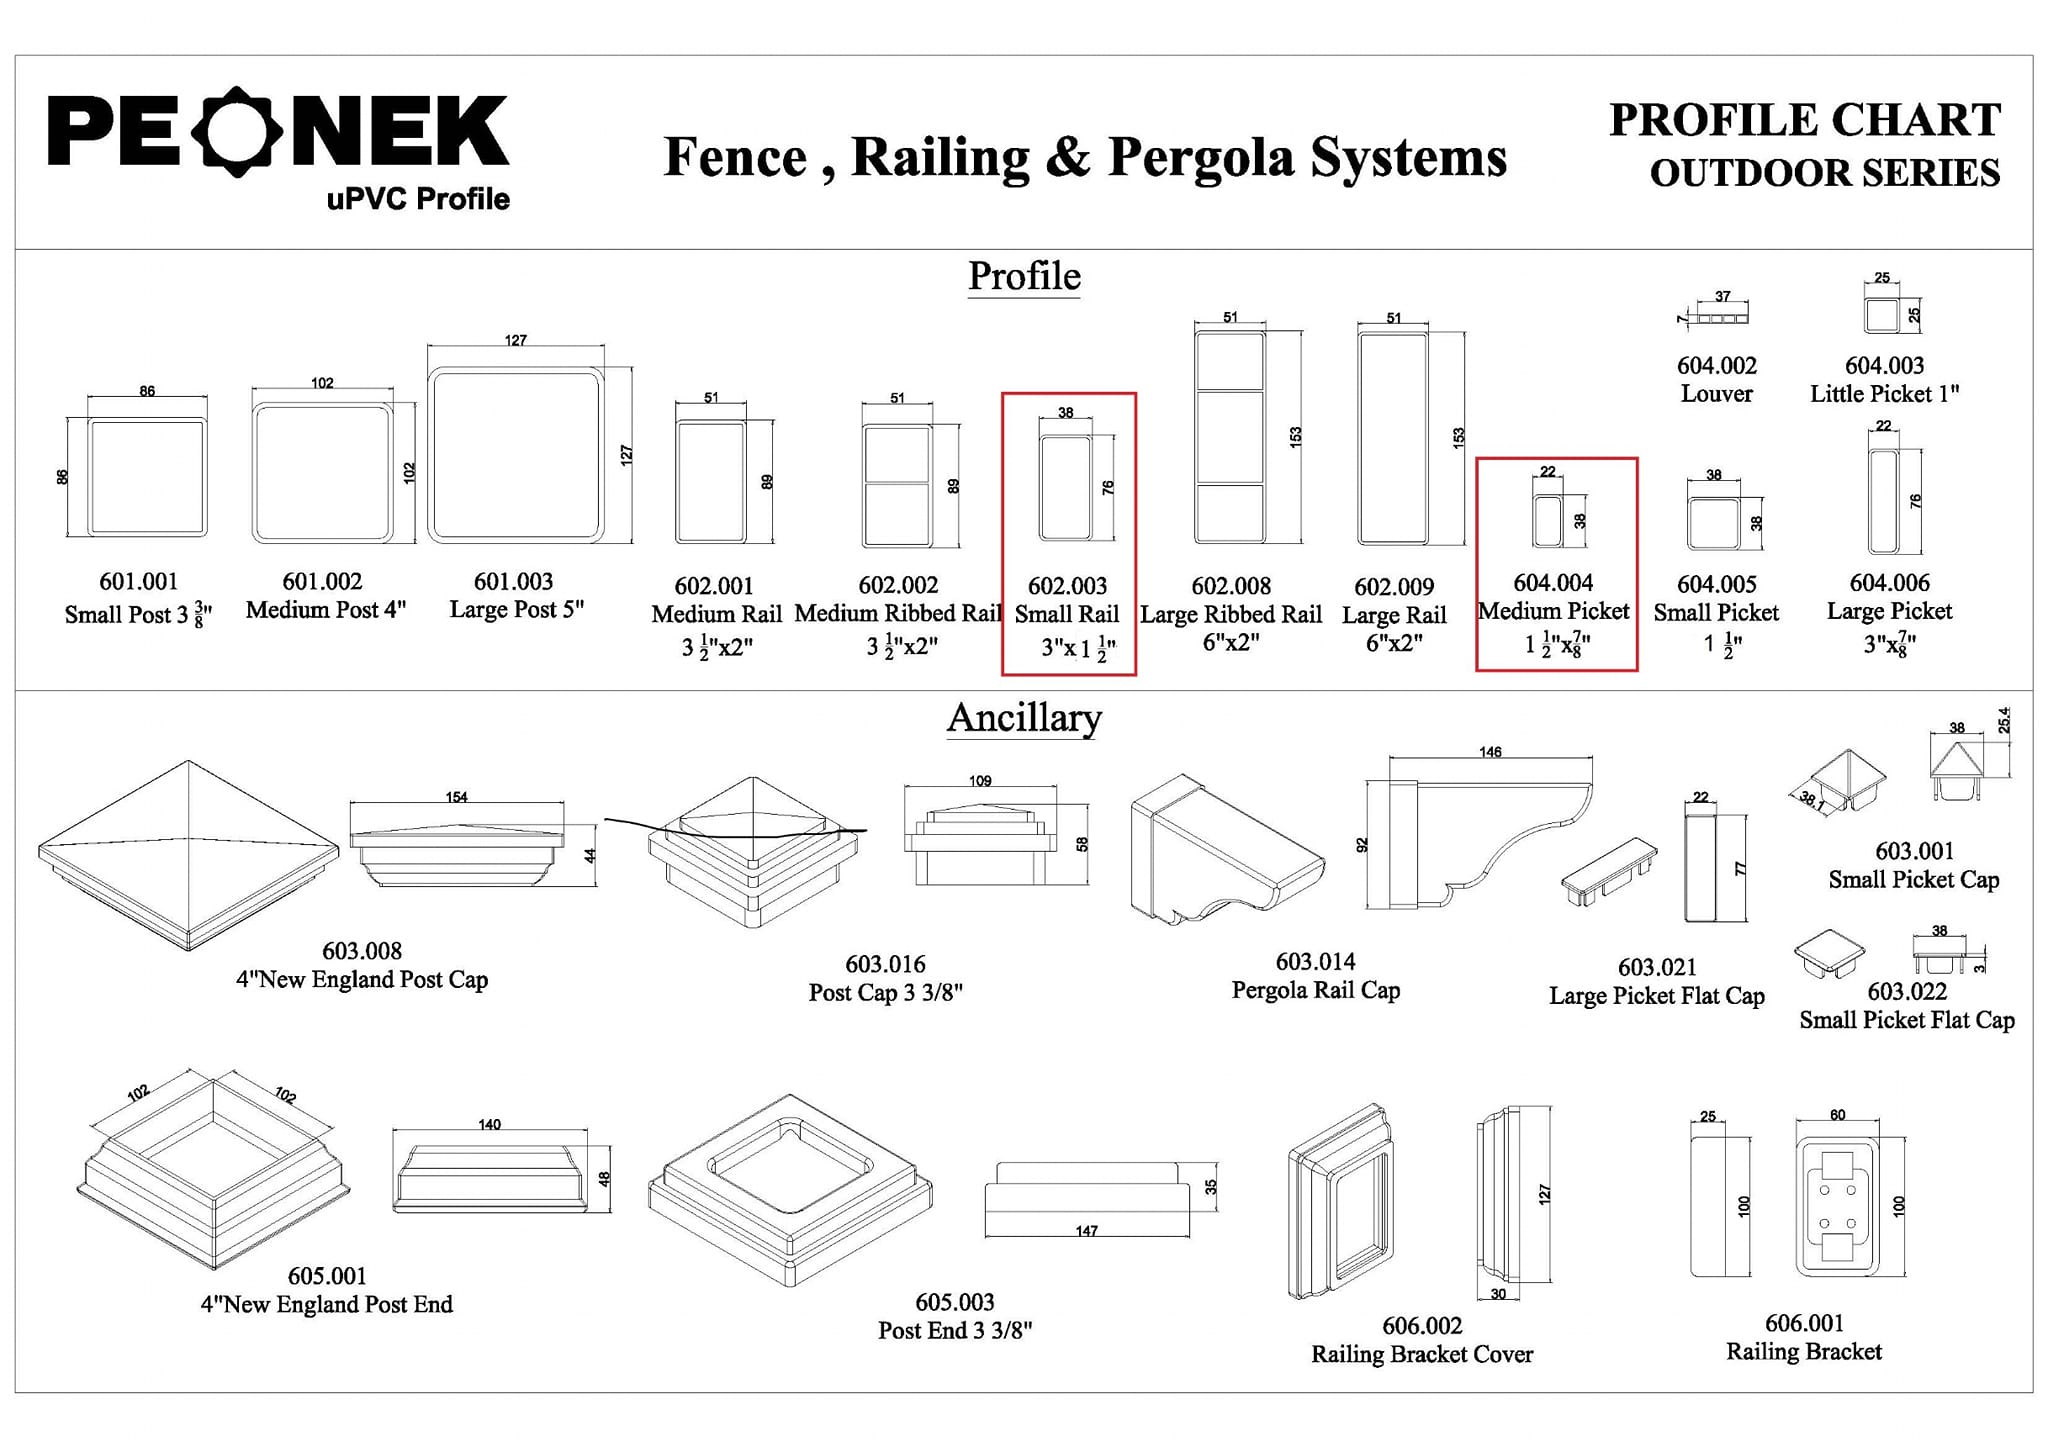 PEONEK
uPVC Profile
Fence , Railing & Pergola Systems
PROFILE CHART
OUTDOOR SERIES
Profile
86
86
601.001
Small Post 3 3/8"
102
102
601.002
Medium Post 4"
127
127
601.003
Large Post 5"
51
89
602.001
Medium Rail
3 1/2"x2"
51
89
602.002
Medium Ribbed Rail
3 1/2"x2"
38
76
602.003
Small Rail
3"x1 1/2"
51
153
602.008
Large Ribbed Rail
6"x2"
51
153
602.009
Large Rail
6"x2"
22
38
604.004
Medium Picket
1 1/2"x7/8"
37
7
604.002
Louver
25
25
604.003
Little Picket 1"
38
38
604.005
Small Picket
1 1/2"
22
76
604.006
Large Picket
3"x7/8"
Ancillary
154
44
603.008
4"New England Post Cap
109
58
603.016
Post Cap 3 3/8"
146
92
603.014
Pergola Rail Cap
22
77
603.021
Large Picket Flat Cap
38.1
38
25.4
603.001
Small Picket Cap
38
3
603.022
Small Picket Flat Cap
102
102
140
48
605.001
4"New England Post End
35
147
605.003
Post End 3 3/8"
127
30
606.002
Railing Bracket Cover
25
100
60
100
606.001
Railing Bracket